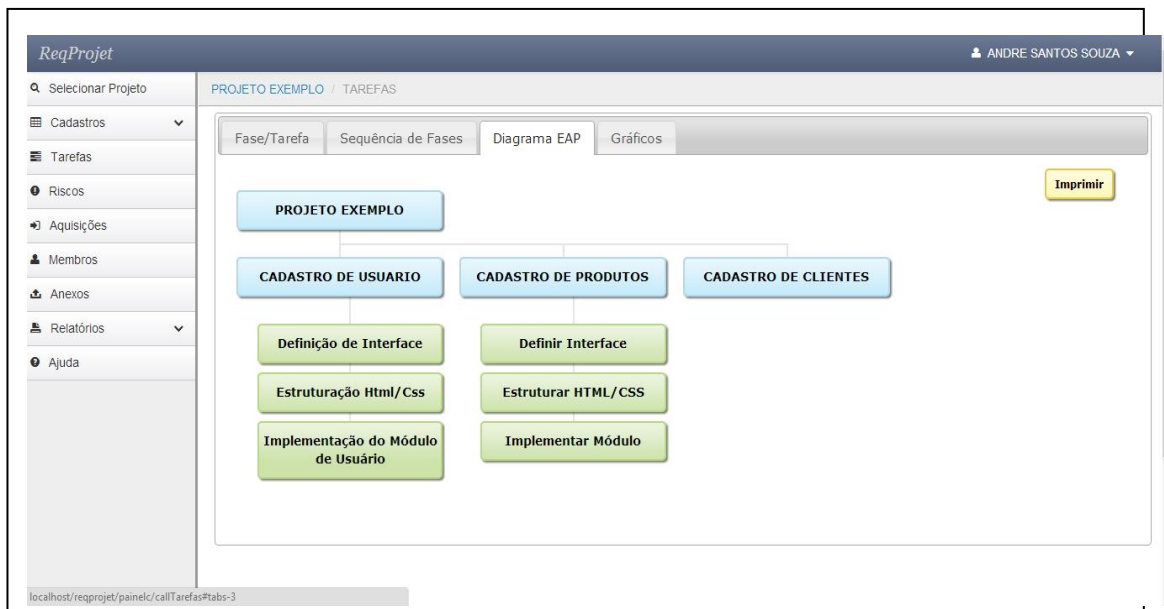 ReqProjet
ANDRE SANTOS SOUZA
Selecionar Projeto
Cadastros
Tarefas
Riscos
Aquisições
Membros
Anexos
Relatórios
Ajuda
PROJETO EXEMPLO / TAREFAS
Fase/Tarefa Sequência de Fases Diagrama EAP Gráficos
Imprimir
PROJETO EXEMPLO
CADASTRO DE USUARIO CADASTRO DE PRODUTOS CADASTRO DE CLIENTES
Definição de Interface
Estruturação Html/Css
Implementação do Módulo
de Usuário
Definir Interface
Estruturar HTML/CSS
Implementar Módulo
localhost/reqprojet/painelc/callTarefas#tabs-3